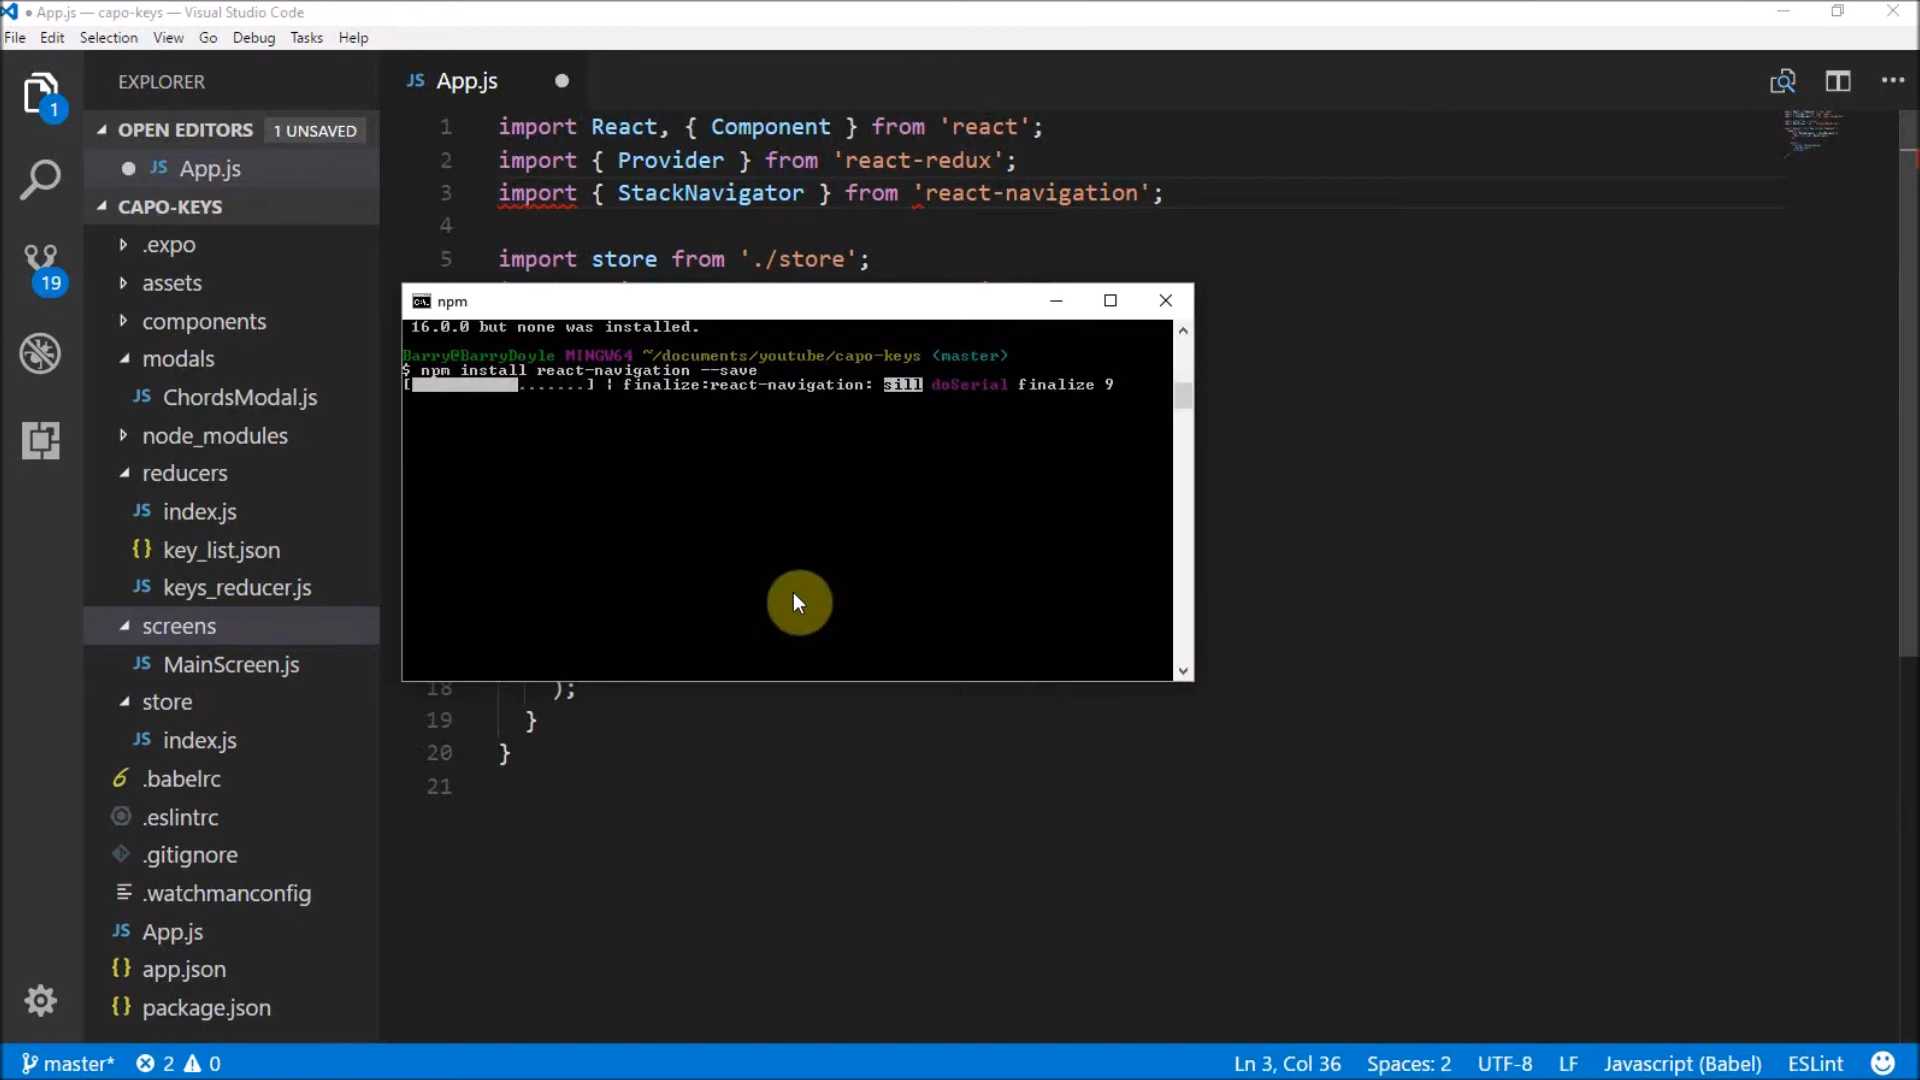 ● App.js — capo-keys — Visual Studio Code
File Edit Selection View Go Debug Tasks Help
EXPLORER
OPEN EDITORS 1 UNSAVED
JS App.js
CAPO-KEYS
.expo
assets
components
modals
JS ChordsModal.js
node_modules
reducers
JS index.js
{} key_list.json
JS keys_reducer.js
screens
JS MainScreen.js
store
JS index.js
.babelrc
.eslintrc
.gitignore
.watchmanconfig
JS App.js
{} app.json
{} package.json
1
19
JS App.js
1 import React, { Component } from 'react';
2 import { Provider } from 'react-redux';
3 import { StackNavigator } from 'react-navigation';
4
5 import store from './store';
npm
16.0.0 but none was installed.
Barry@BarryDoyle MINGW64 ~/documents/youtube/capo-keys (master)
$ npm install react-navigation --save
[.......] | finalize:react-navigation: sill doSerial finalize 9
18 );
19 }
20 }
21
master* 2 0 Ln 3, Col 36 Spaces: 2 UTF-8 LF Javascript (Babel) ESLint